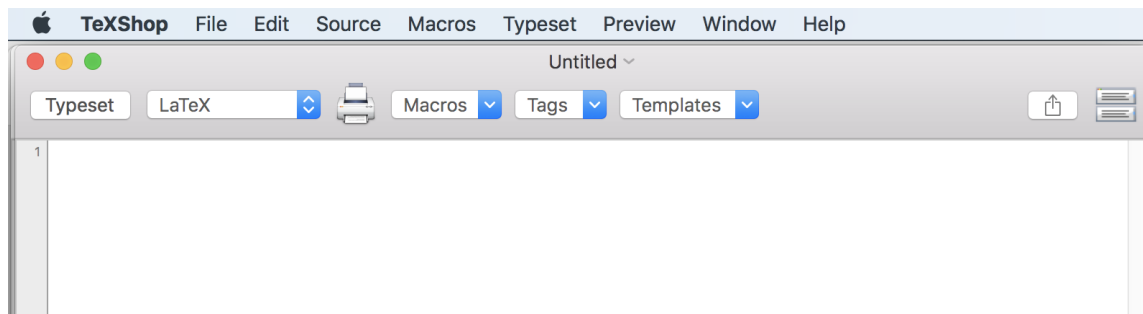 TeXShop File Edit Source Macros Typeset Preview Window Help
Untitled
Typeset LaTeX Macros Tags Templates
1